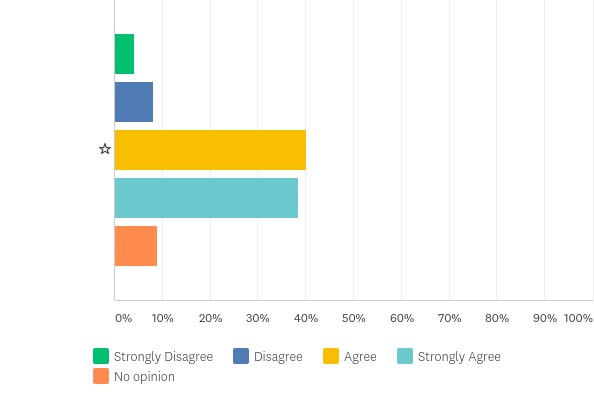 0% 10% 20% 30% 40% 50% 60% 70% 80% 90% 100%
Strongly Disagree Disagree Agree Strongly Agree
No opinion